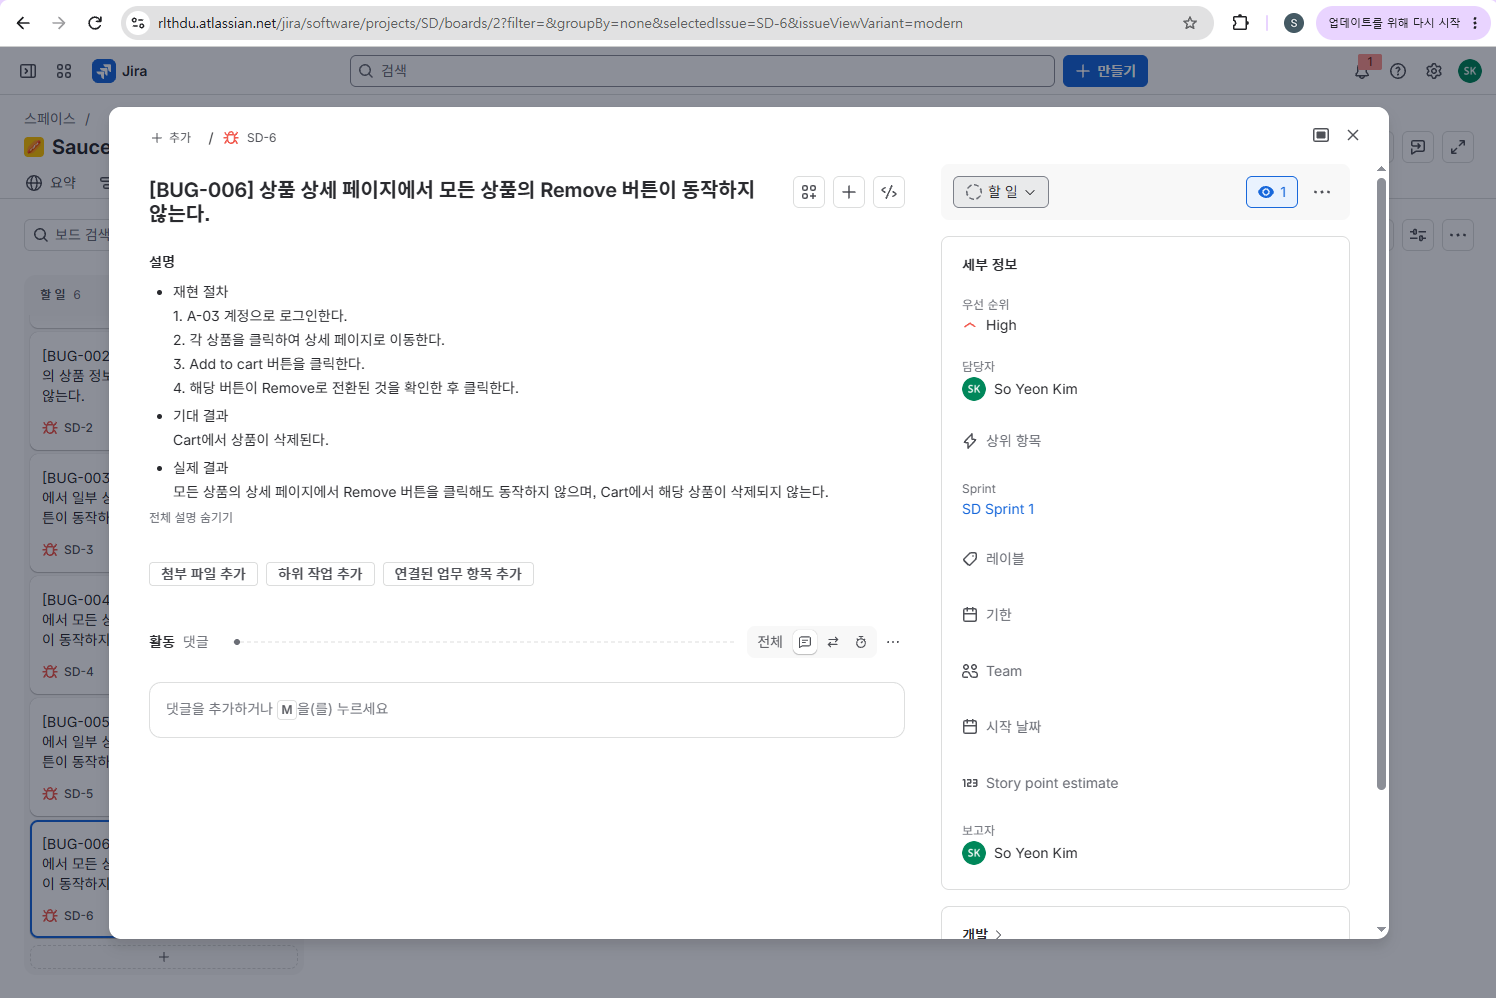 rlthdu.atlassian.net/jira/software/projects/SD/boards/2?filter=&groupBy=none&selectedIssue=SD-6&issueViewVariant=modern
S
업데이트를 위해 다시 시작
Jira
검색
만들기
1
SK
스페이스 /
Sauce
요약
보드 검색
할 일 6
[BUG-002
의 상품 정보
않는다.
SD-2
[BUG-003
에서 일부 상
튼이 동작하
SD-3
[BUG-004
에서 모든 상
이 동작하지
SD-4
[BUG-005
에서 일부 상
튼이 동작하
SD-5
[BUG-006
에서 모든 상
이 동작하지
SD-6
추가 / SD-6
[BUG-006] 상품 상세 페이지에서 모든 상품의 Remove 버튼이 동작하지
않는다.
설명
• 재현 절차
1. A-03 계정으로 로그인한다.
2. 각 상품을 클릭하여 상세 페이지로 이동한다.
3. Add to cart 버튼을 클릭한다.
4. 해당 버튼이 Remove로 전환된 것을 확인한 후 클릭한다.
• 기대 결과
Cart에서 상품이 삭제된다.
• 실제 결과
모든 상품의 상세 페이지에서 Remove 버튼을 클릭해도 동작하지 않으며, Cart에서 해당 상품이 삭제되지 않는다.
전체 설명 숨기기
첨부 파일 추가 하위 작업 추가 연결된 업무 항목 추가
활동 댓글
전체
댓글을 추가하거나 M을(를) 누르세요
할 일
1
세부 정보
우선 순위
High
담당자
SK So Yeon Kim
상위 항목
Sprint
SD Sprint 1
레이블
기한
Team
시작 날짜
123 Story point estimate
보고자
SK So Yeon Kim
개발